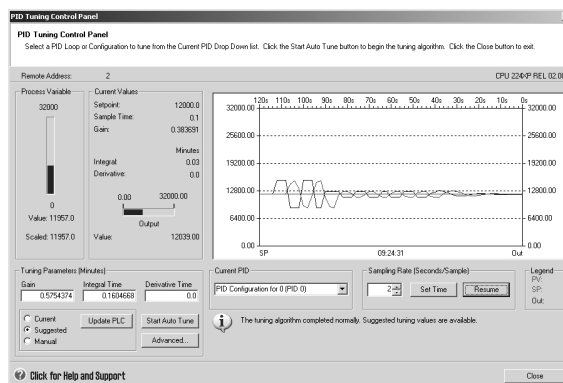 PID Tuning Control Panel
PID Tuning Control Panel
Select a PID Loop or Configuration to tune from the Current PID Drop Down list. Click the Start Auto Tune button to begin the tuning algorithm. Click the Close button to exit.
Remote Address: 2
CPU 224XP REL 02.00
Process Variable
32000
0
Value: 11957.0
Scaled: 11957.0
Current Values
Setpoint: 12000.0
Sample Time: 0.1
Gain: 0.383691
Minutes
Integral: 0.03
Derivative: 0.0
0.00 32000.00
Output
Value: 12039.00
120s 110s 100s 90s 80s 70s 60s 50s 40s 30s 20s 10s 0s
32000.00 32000.00
25600.00 25600.00
19200.00 19200.00
12800.00 12800.00
6400.00 6400.00
0.00 0.00
SP 09:24:31 Out
Tuning Parameters (Minutes)
Gain Integral Time Derivative Time
0.5754374 0.1604668 0.0
Current
Suggested
Manual
Update PLC
Start Auto Tune
Advanced...
Current PID
PID Configuration for 0 (PID 0)
Sampling Rate (Seconds/Sample)
2 Set Time Resume
Legend
PV:
SP:
Out:
The tuning algorithm completed normally. Suggested tuning values are available.
Click for Help and Support
Close